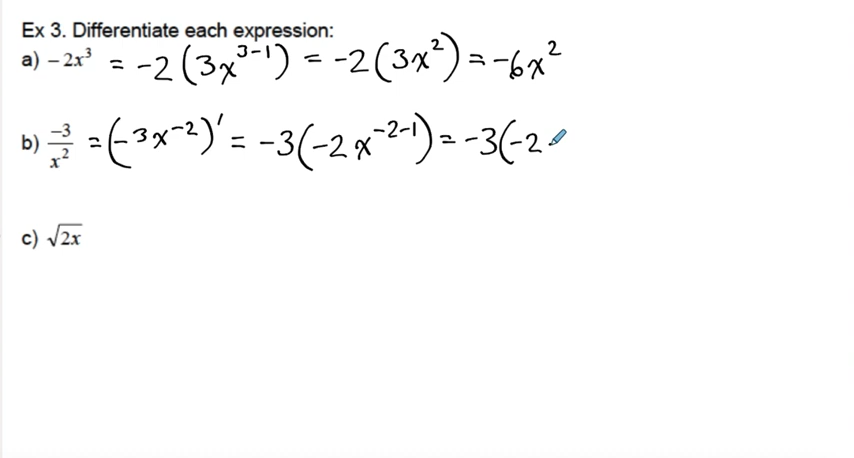 Ex 3. Differentiate each expression:
a) −2x³ = −2(3x³⁻¹) = −2(3x²) = −6x²
b) −3/x² = (−3x⁻²)' = −3(−2x⁻²⁻¹) = −3(−2
c) √2x